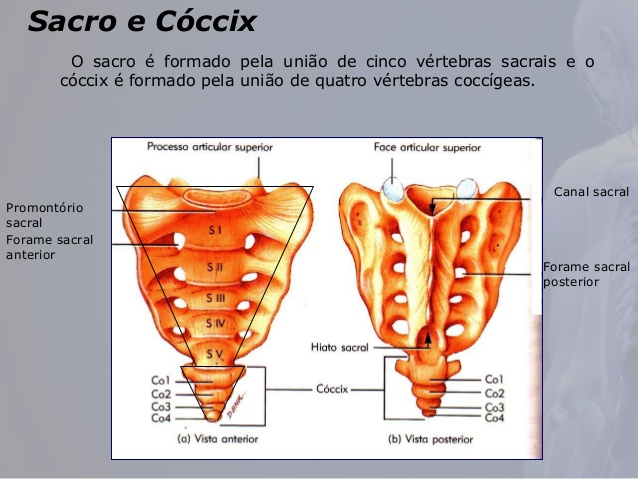 Sacro e Cóccix
O sacro é formado pela união de cinco vértebras sacrais e o
cóccix é formado pela união de quatro vértebras coccígeas.
Processo articular superior
Face articular superior
Canal sacral
Promontório
sacral
Forame sacral
anterior
Forame sacral
posterior
S I
S II
S III
S IV
S V
Hiato sacral
Cóccix
Co1
Co2
Co3
Co4
Co1
Co2
Co3
Co4
(a) Vista anterior
(b) Vista posterior